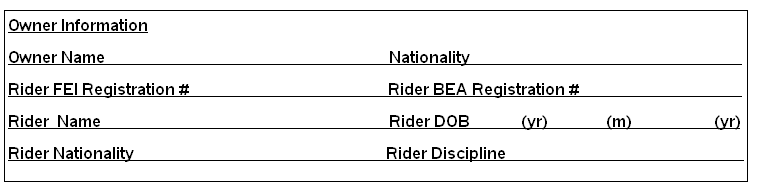 Owner Information
Owner Name Nationality
Rider FEI Registration # Rider BEA Registration #
Rider Name Rider DOB (yr) (m) (yr)
Rider Nationality Rider Discipline